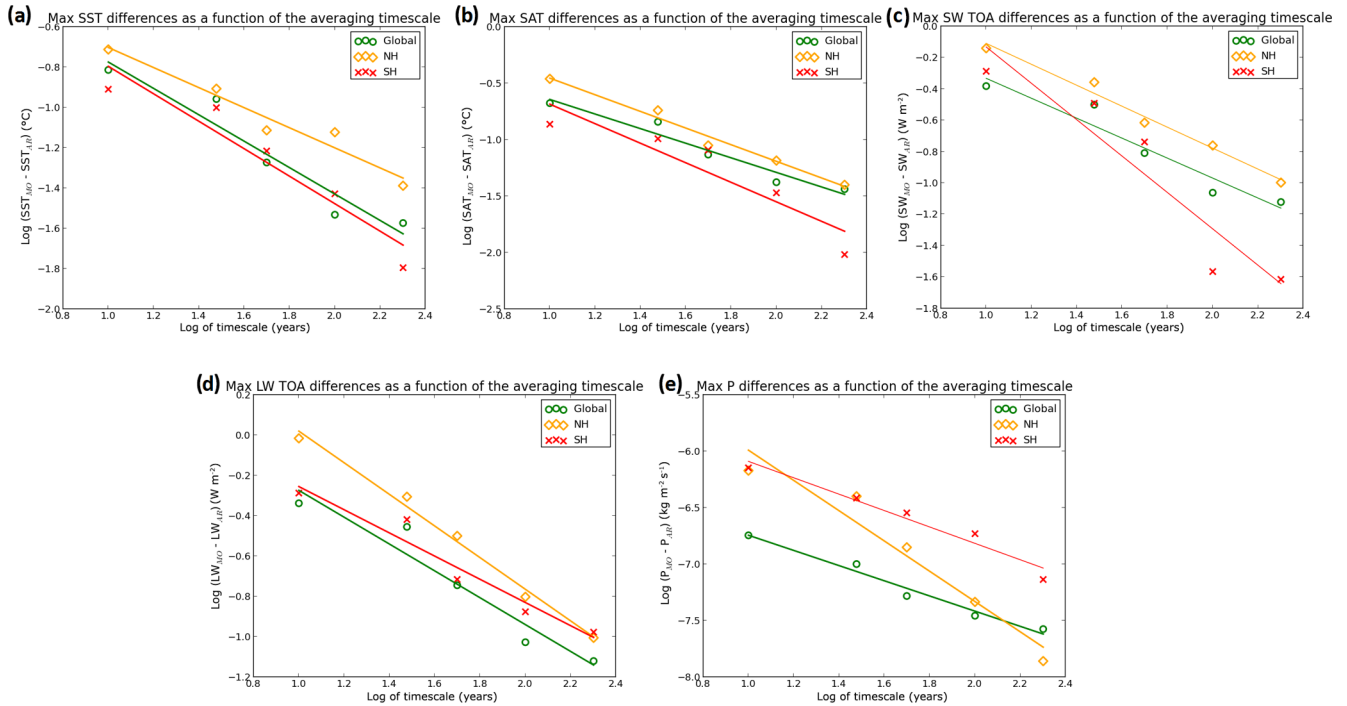 (a)
Max SST differences as a function of the averaging timescale
−0.6
−0.8
−1.0
−1.2
−1.4
−1.6
−1.8
−2.0
Log (SST_MO - SST_AR) (°C)
Global
NH
SH
0.8 1.0 1.2 1.4 1.6 1.8 2.0 2.2 2.4
Log of timescale (years)
(b)
Max SAT differences as a function of the averaging timescale
0.0
−0.5
−1.0
−1.5
−2.0
−2.5
Log (SAT_MO - SAT_AR) (°C)
Global
NH
SH
0.8 1.0 1.2 1.4 1.6 1.8 2.0 2.2 2.4
Log of timescale (years)
(c)
Max SW TOA differences as a function of the averaging timescale
0.0
−0.2
−0.4
−0.6
−0.8
−1.0
−1.2
−1.4
−1.6
−1.8
Log (SW_MO - SW_AR) (W m⁻²)
Global
NH
SH
0.8 1.0 1.2 1.4 1.6 1.8 2.0 2.2 2.4
Log of timescale (years)
(d)
Max LW TOA differences as a function of the averaging timescale
0.2
0.0
−0.2
−0.4
−0.6
−0.8
−1.0
−1.2
Log (LW_MO - LW_AR) (W m⁻²)
Global
NH
SH
0.8 1.0 1.2 1.4 1.6 1.8 2.0 2.2 2.4
Log of timescale (years)
(e)
Max P differences as a function of the averaging timescale
−5.5
−6.0
−6.5
−7.0
−7.5
−8.0
Log (P_MO - P_AR) (kg m⁻² s⁻¹)
Global
NH
SH
0.8 1.0 1.2 1.4 1.6 1.8 2.0 2.2 2.4
Log of timescale (years)